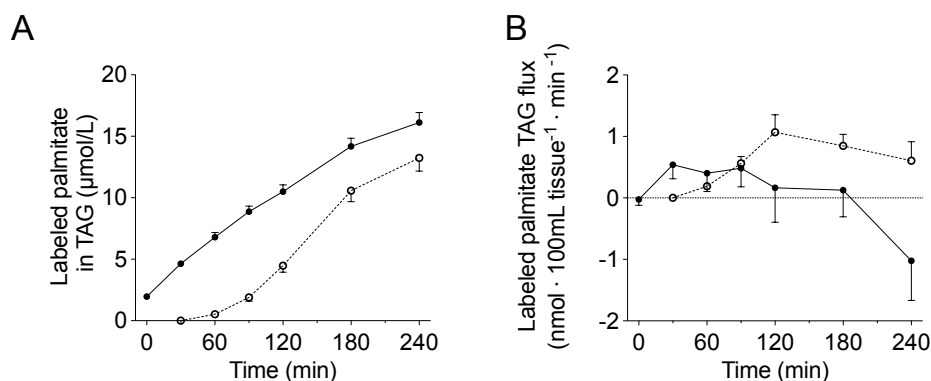 A
Labeled palmitate
in TAG (µmol/L)
20
15
10
5
0
0 60 120 180 240
Time (min)
B
Labeled palmitate TAG flux
(nmol · 100mL tissue⁻¹ · min ⁻¹)
2
1
0
-1
-2
0 60 120 180 240
Time (min)